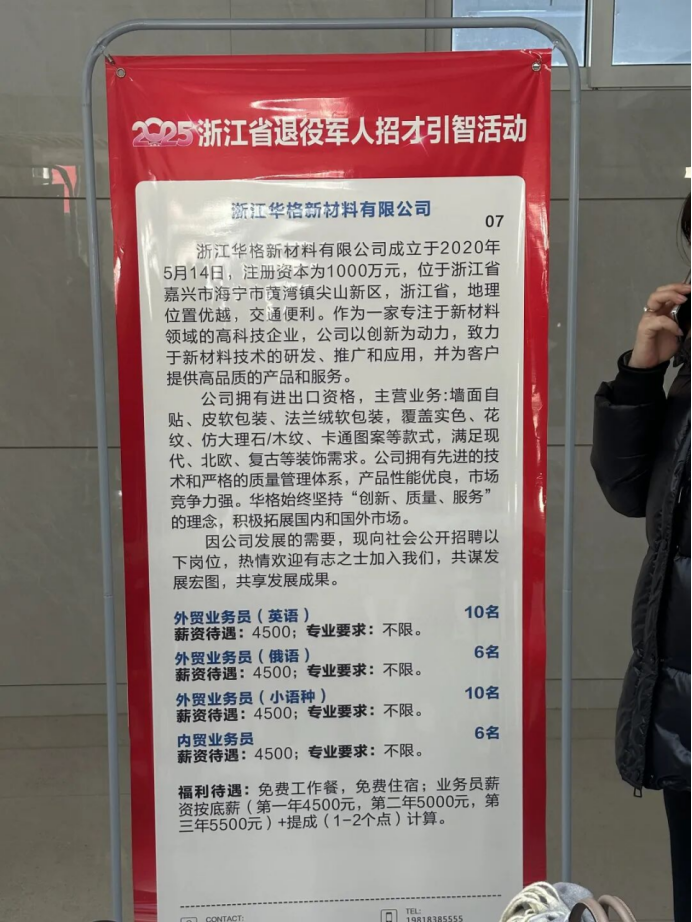 2025浙江省退役军人招才引智活动
浙江华格新材料有限公司
07
浙江华格新材料有限公司成立于2020年
5月14日，注册资本为1000万元，位于浙江省
嘉兴市海宁市黄湾镇尖山新区，浙江省，地理
位置优越，交通便利。作为一家专注于新材料
领域的高科技企业，公司以创新为动力，致力
于新材料技术的研发、推广和应用，并为客户
提供高品质的产品和服务。
公司拥有进出口资格，主营业务:墙面自
贴、皮软包装、法兰绒软包装，覆盖实色、花
纹、仿大理石/木纹、卡通图案等款式，满足现
代、北欧、复古等装饰需求。公司拥有先进的技
术和严格的质量管理体系，产品性能优良，市场
竞争力强。华格始终坚持“创新、质量、服务”
的理念，积极拓展国内和国外市场。
因公司发展的需要，现向社会公开招聘以
下岗位，热情欢迎有志之士加入我们，共谋发
展宏图，共享发展成果。
外贸业务员（英语） 10名
薪资待遇：4500；专业要求：不限。
外贸业务员（俄语） 6名
薪资待遇：4500；专业要求：不限。
外贸业务员（小语种） 10名
薪资待遇：4500；专业要求：不限。
内贸业务员 6名
薪资待遇：4500；专业要求：不限。
福利待遇：免费工作餐，免费住宿；业务员薪
资按底薪（第一年4500元，第二年5000元，第
三年5500元）+提成（1-2个点）计算。
CONTACT: TEL:
19818385555